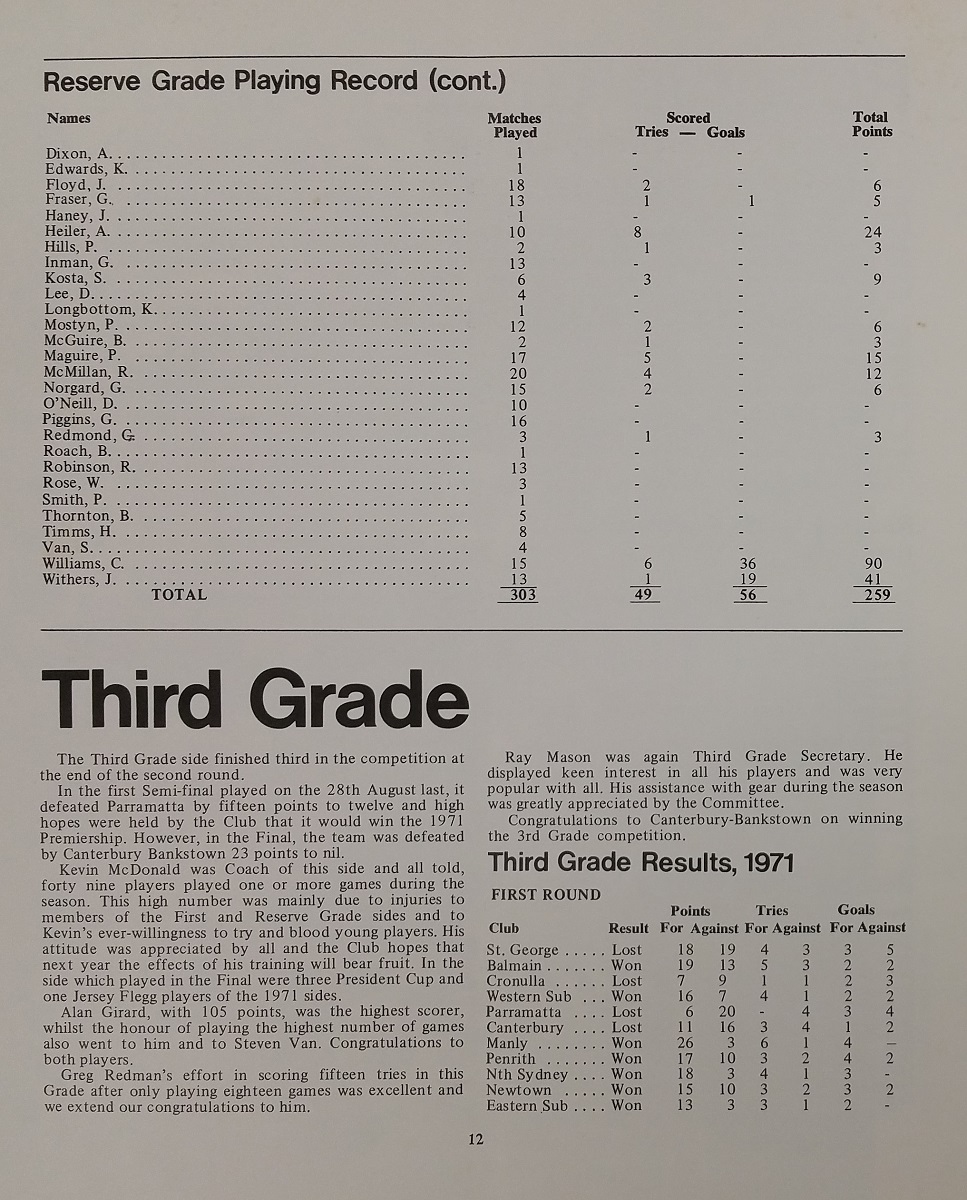 Reserve Grade Playing Record (cont.)
Names Matches Played Scored Tries — Goals Total Points
Dixon, A. 1 - - -
Edwards, K. 1 - - -
Floyd, J. 18 2 - 6
Fraser, G. 13 1 1 5
Haney, J. 1 - - -
Heiler, A. 10 8 - 24
Hills, P. 2 1 - 3
Inman, G. 13 - - -
Kosta, S. 6 3 - 9
Lee, D. 4 - - -
Longbottom, K. 1 - - -
Mostyn, P. 12 2 - 6
McGuire, B. 2 1 - 3
Maguire, P. 17 5 - 15
McMillan, R. 20 4 - 12
Norgard, G. 15 2 - 6
O'Neill, D. 10 - - -
Piggins, G. 16 - - -
Redmond, G. 3 1 - 3
Roach, B. 1 - - -
Robinson, R. 13 - - -
Rose, W. 3 - - -
Smith, P. 1 - - -
Thornton, B. 5 - - -
Timms, H. 8 - - -
Van, S. 4 - - -
Williams, C. 15 6 36 90
Withers, J. 13 1 19 41
TOTAL 303 49 56 259
Third Grade
The Third Grade side finished third in the competition at
the end of the second round.
In the first Semi-final played on the 28th August last, it
defeated Parramatta by fifteen points to twelve and high
hopes were held by the Club that it would win the 1971
Premiership. However, in the Final, the team was defeated
by Canterbury Bankstown 23 points to nil.
Kevin McDonald was Coach of this side and all told,
forty nine players played one or more games during the
season. This high number was mainly due to injuries to
members of the First and Reserve Grade sides and to
Kevin's ever-willingness to try and blood young players. His
attitude was appreciated by all and the Club hopes that
next year the effects of his training will bear fruit. In the
side which played in the Final were three President Cup and
one Jersey Flegg players of the 1971 sides.
Alan Girard, with 105 points, was the highest scorer,
whilst the honour of playing the highest number of games
also went to him and to Steven Van. Congratulations to
both players.
Greg Redman's effort in scoring fifteen tries in this
Grade after only playing eighteen games was excellent and
we extend our congratulations to him.
Ray Mason was again Third Grade Secretary. He
displayed keen interest in all his players and was very
popular with all. His assistance with gear during the season
was greatly appreciated by the Committee.
Congratulations to Canterbury-Bankstown on winning
the 3rd Grade competition.
Third Grade Results, 1971
FIRST ROUND
Points Tries Goals
Club Result For Against For Against For Against
St. George ..... Lost 18 19 4 3 3 5
Balmain ....... Won 19 13 5 3 2 2
Cronulla ...... Lost 7 9 1 1 2 3
Western Sub ... Won 16 7 4 1 2 2
Parramatta .... Lost 6 20 - 4 3 4
Canterbury .... Lost 11 16 3 4 1 2
Manly ........ Won 26 3 6 1 4 —
Penrith ....... Won 17 10 3 2 4 2
Nth Sydney .... Won 18 3 4 1 3 -
Newtown ..... Won 15 10 3 2 3 2
Eastern Sub .... Won 13 3 3 1 2 -
12